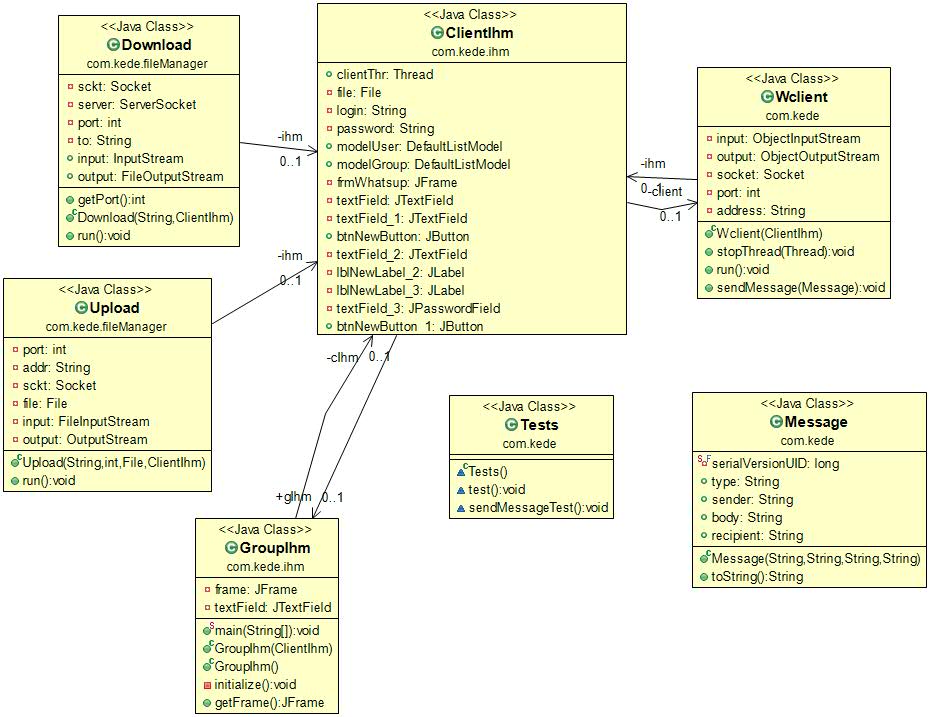 <<Java Class>>
Download
com.kede.fileManager
sckt: Socket
server: ServerSocket
port: int
to: String
input: InputStream
output: FileOutputStream
getPort():int
Download(String,ClientIhm)
run():void
-ihm
0..1
<<Java Class>>
ClientIhm
com.kede.ihm
clientThr: Thread
file: File
login: String
password: String
modelUser: DefaultListModel
modelGroup: DefaultListModel
frmWhatsup: JFrame
textField: JTextField
textField_1: JTextField
btnNewButton: JButton
textField_2: JTextField
lblNewLabel_2: JLabel
lblNewLabel_3: JLabel
textField_3: JPasswordField
btnNewButton_1: JButton
-ihm
0..1
-client
0..1
<<Java Class>>
Wclient
com.kede
input: ObjectInputStream
output: ObjectOutputStream
socket: Socket
port: int
address: String
Wclient(ClientIhm)
stopThread(Thread):void
run():void
sendMessage(Message):void
<<Java Class>>
Upload
com.kede.fileManager
port: int
addr: String
sckt: Socket
file: File
input: FileInputStream
output: OutputStream
Upload(String,int,File,ClientIhm)
run():void
-ihm
0..1
-cIhm
0..1
+gIhm
0..1
<<Java Class>>
GroupIhm
com.kede.ihm
frame: JFrame
textField: JTextField
main(String[]):void
GroupIhm(ClientIhm)
GroupIhm()
initialize():void
getFrame():JFrame
<<Java Class>>
Tests
com.kede
Tests()
test():void
sendMessageTest():void
<<Java Class>>
Message
com.kede
serialVersionUID: long
type: String
sender: String
body: String
recipient: String
Message(String,String,String,String)
toString():String